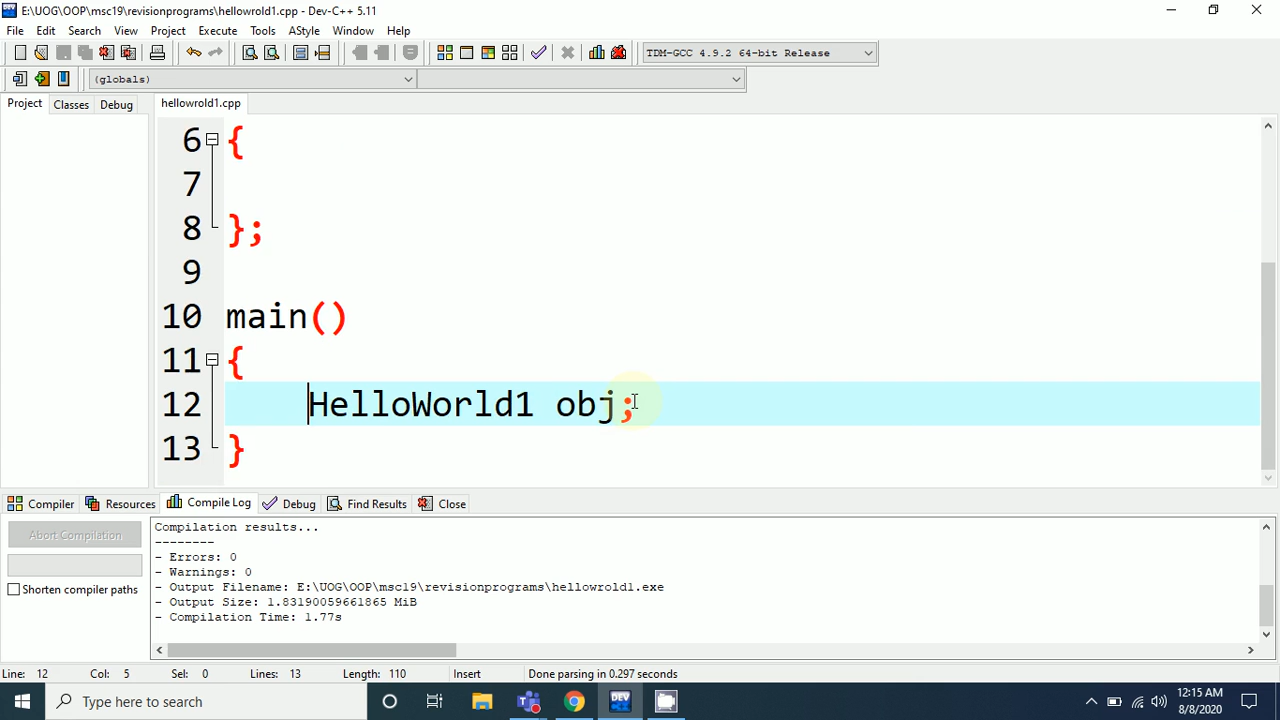 E:\UOG\OOP\msc19\revisionprograms\hellowrold1.cpp - Dev-C++ 5.11
File Edit Search View Project Execute Tools AStyle Window Help
TDM-GCC 4.9.2 64-bit Release
(globals)
Project Classes Debug hellowrold1.cpp
6 {
7
8 };
9
10 main()
11 {
12 HelloWorld1 obj;
13 }
Compiler Resources Compile Log Debug Find Results Close
Abort Compilation
Shorten compiler paths
Compilation results...
--------
- Errors: 0
- Warnings: 0
- Output Filename: E:\UOG\OOP\msc19\revisionprograms\hellowrold1.exe
- Output Size: 1.83190059661865 MiB
- Compilation Time: 1.77s
Line: 12 Col: 5 Sel: 0 Lines: 13 Length: 110 Insert Done parsing in 0.297 seconds
Type here to search
DEV
12:15 AM
8/8/2020